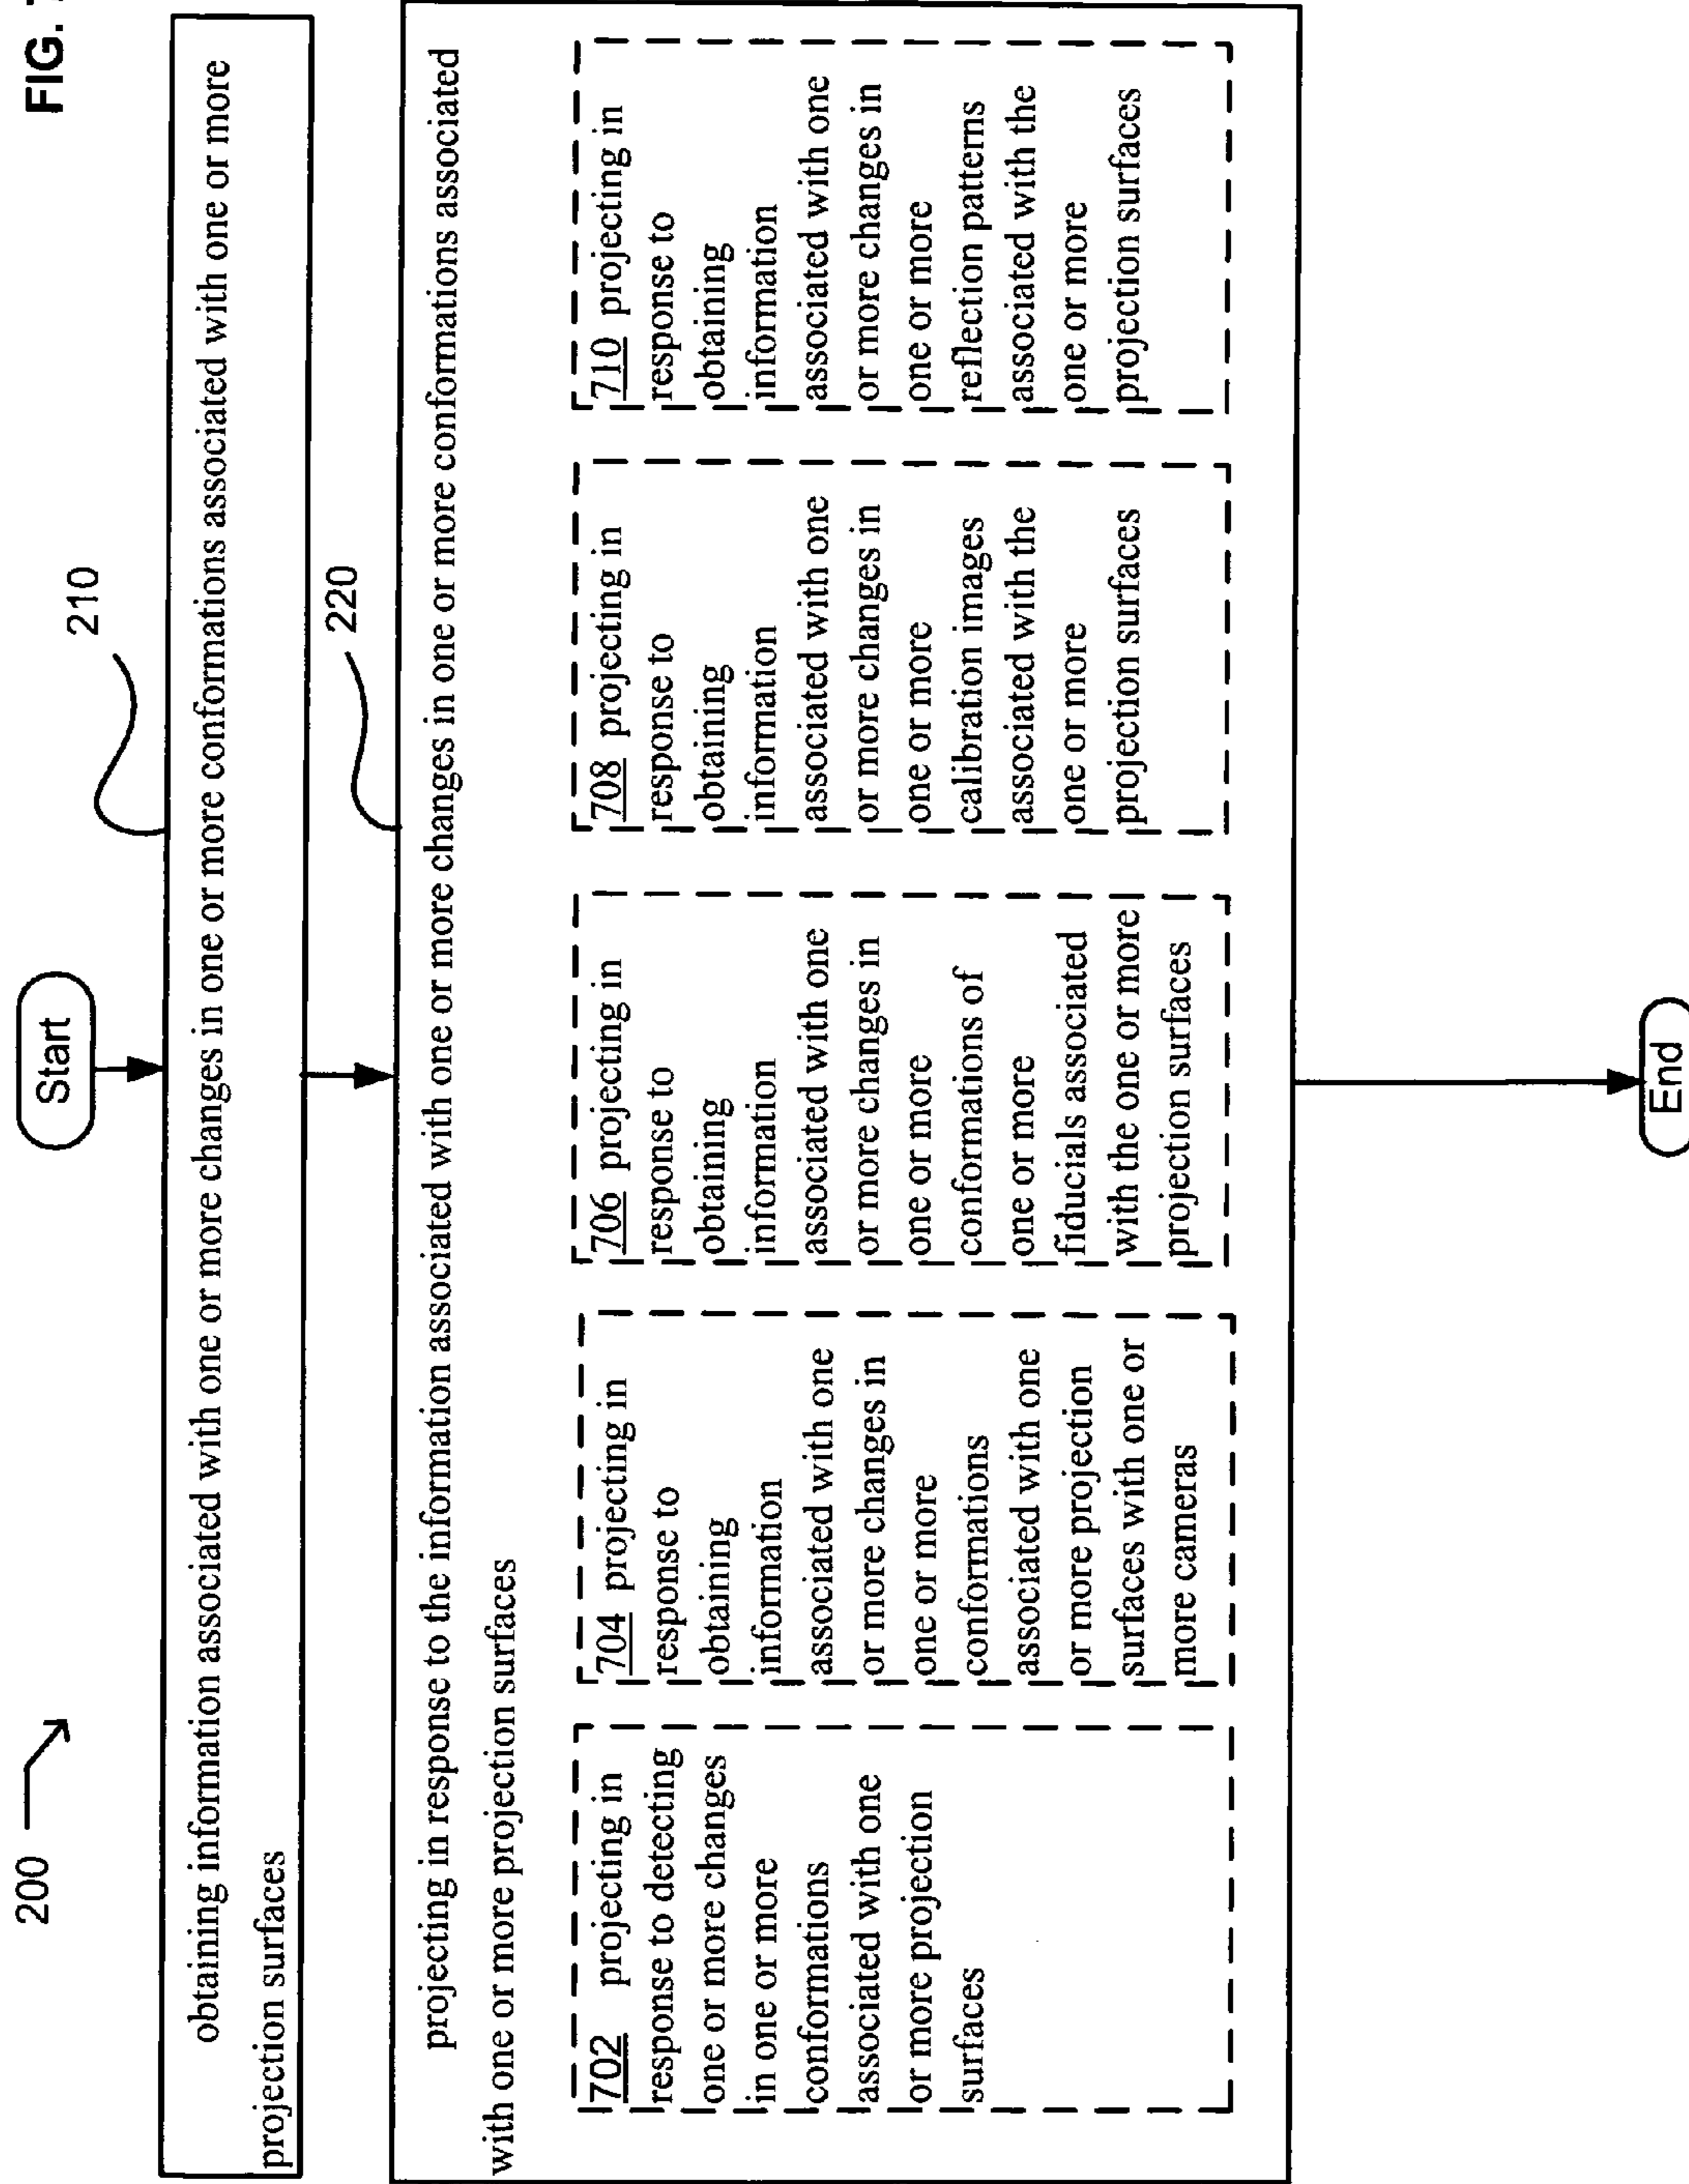 FIG. 7
200
Start
210
obtaining information associated with one or more changes in one or more conformations associated with one or more
projection surfaces
220
projecting in response to the information associated with one or more changes in one or more conformations associated
with one or more projection surfaces
702 projecting in
response to detecting
one or more changes
in one or more
conformations
associated with one
or more projection
surfaces
704 projecting in
response to
obtaining
information
associated with one
or more changes in
one or more
conformations
associated with one
or more projection
surfaces with one or
more cameras
706 projecting in
response to
obtaining
information
associated with one
or more changes in
one or more
conformations of
one or more
fiducials associated
with the one or more
projection surfaces
708 projecting in
response to
obtaining
information
associated with one
or more changes in
one or more
calibration images
associated with the
one or more
projection surfaces
710 projecting in
response to
obtaining
information
associated with one
or more changes in
one or more
reflection patterns
associated with the
one or more
projection surfaces
End